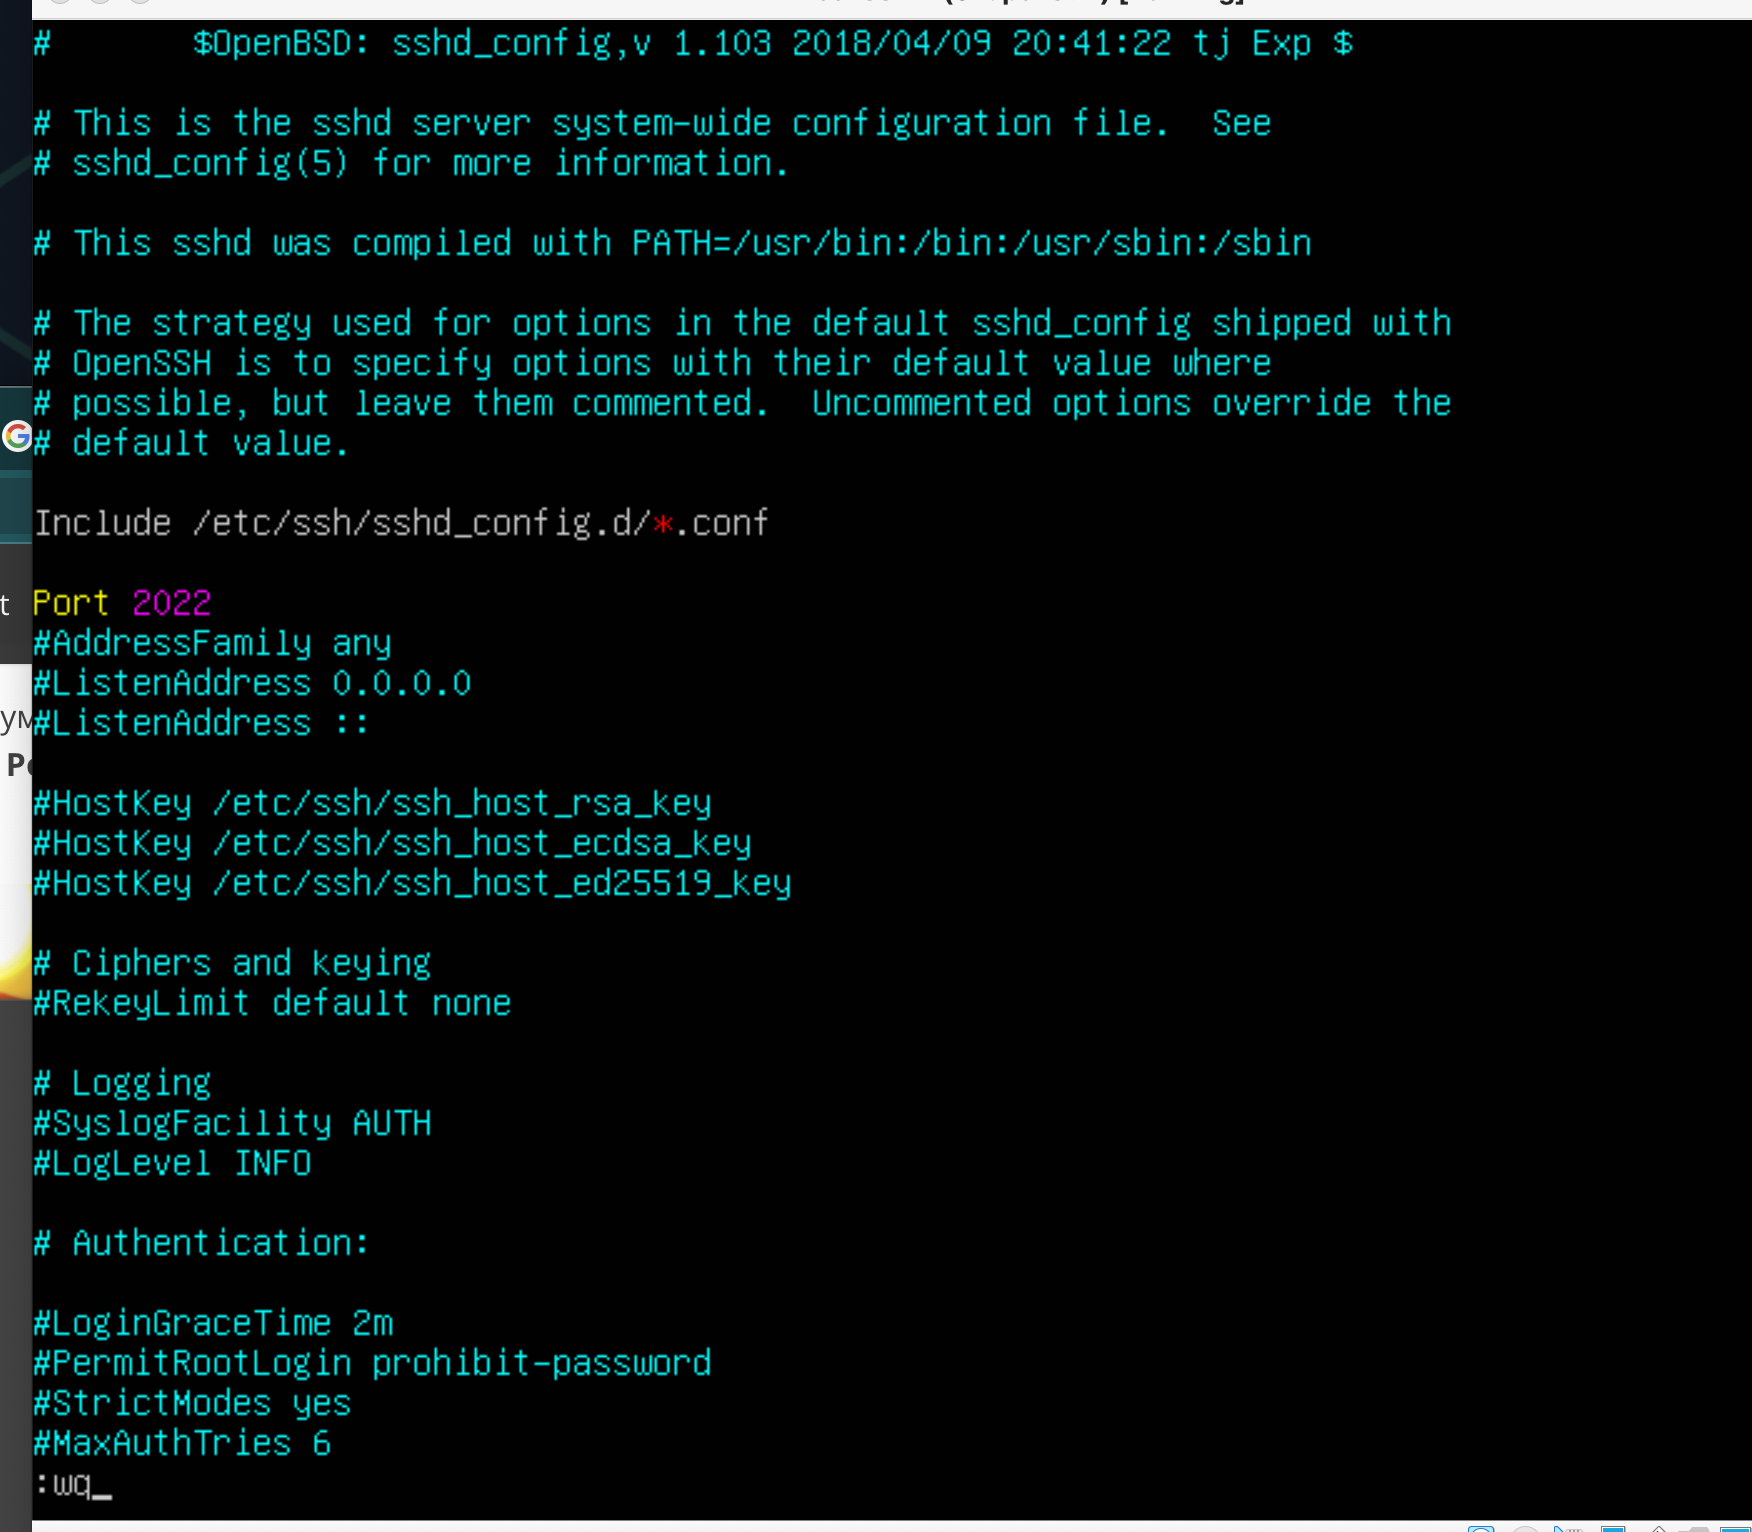 #       $OpenBSD: sshd_config,v 1.103 2018/04/09 20:41:22 tj Exp $

# This is the sshd server system-wide configuration file.  See
# sshd_config(5) for more information.

# This sshd was compiled with PATH=/usr/bin:/bin:/usr/sbin:/sbin

# The strategy used for options in the default sshd_config shipped with
# OpenSSH is to specify options with their default value where
# possible, but leave them commented.  Uncommented options override the
# default value.

Include /etc/ssh/sshd_config.d/*.conf

Port 2022
#AddressFamily any
#ListenAddress 0.0.0.0
#ListenAddress ::

#HostKey /etc/ssh/ssh_host_rsa_key
#HostKey /etc/ssh/ssh_host_ecdsa_key
#HostKey /etc/ssh/ssh_host_ed25519_key

# Ciphers and keying
#RekeyLimit default none

# Logging
#SyslogFacility AUTH
#LogLevel INFO

# Authentication:

#LoginGraceTime 2m
#PermitRootLogin prohibit-password
#StrictModes yes
#MaxAuthTries 6
:wq